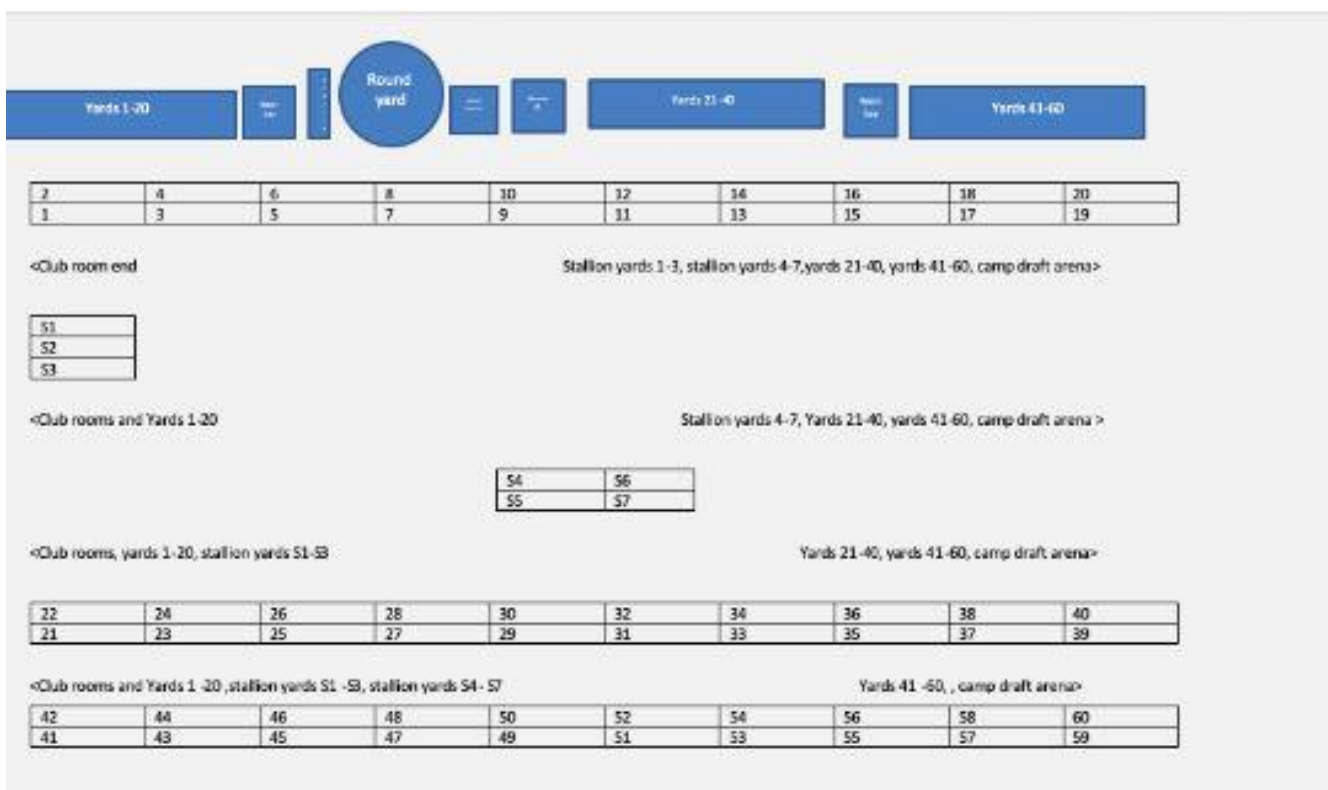 Round
yard
Yards 1-20
Yards 21-40
Yards 41-60
2 4 6 8 10 12 14 16 18 20
1 3 5 7 9 11 13 15 17 19
<Club room end Stallion yards 1-3, stallion yards 4-7,yards 21-40, yards 41-60, camp draft arena>
S1
S2
S3
<Club rooms and Yards 1-20 Stallion yards 4-7, Yards 21-40, yards 41-60, camp draft arena >
S4 S6
S5 S7
<Club rooms, yards 1-20, stallion yards S1-S3 Yards 21-40, yards 41-60, camp draft arena>
22 24 26 28 30 32 34 36 38 40
21 23 25 27 29 31 33 35 37 39
<Club rooms and Yards 1 -20 ,stallion yards S1 -S3, stallion yards S4- S7 Yards 41 -60, , camp draft arena>
42 44 46 48 50 52 54 56 58 60
41 43 45 47 49 51 53 55 57 59